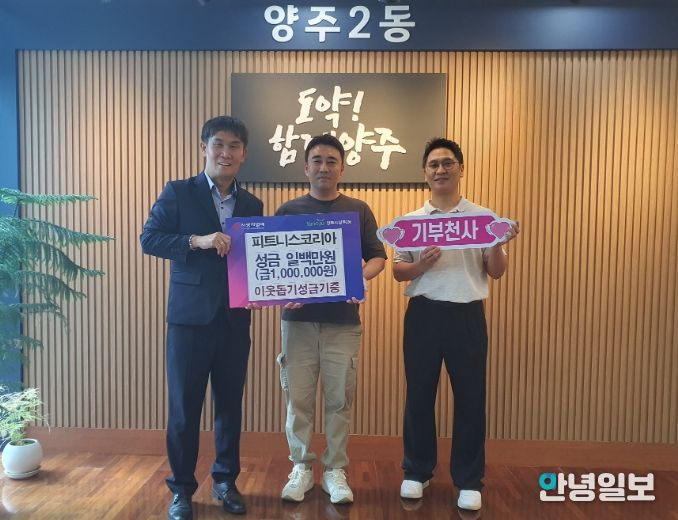 양주2동
도약!
함께양주
기부천사
피트니스코리아
성금 일백만원
(금1,000,000원)
이웃돕기성금기증
안녕일보